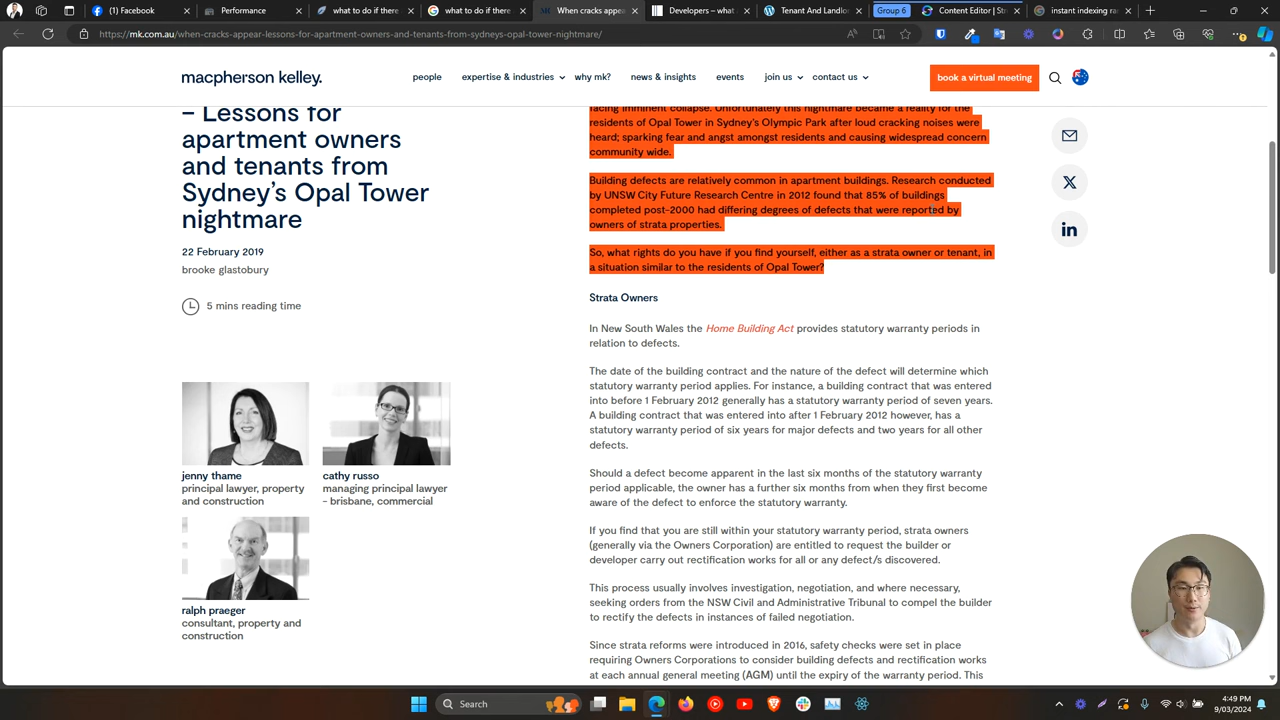 (2) Facebook
Performance
what to do if there
what to do if there
When cracks appea
Developers – what
Tenant And Landlor
Group 6
Content Editor | Str
instant indexing ra
https://mk.com.au/when-cracks-appear-lessons-for-apartment-owners-and-tenants-from-sydneys-opal-tower-nightmare/
macpherson kelley.
people
expertise & industries
why mk?
news & insights
events
join us
contact us
book a virtual meeting
– Lessons for
apartment owners
and tenants from
Sydney’s Opal Tower
nightmare
22 February 2019
brooke glastobury
5 mins reading time
jenny thame
principal lawyer, property
and construction
cathy russo
managing principal lawyer
- brisbane, commercial
ralph praeger
consultant, property and
construction
facing imminent collapse. Unfortunately this nightmare became a reality for the
residents of Opal Tower in Sydney’s Olympic Park after loud cracking noises were
heard; sparking fear and angst amongst residents and causing widespread concern
community wide.
Building defects are relatively common in apartment buildings. Research conducted
by UNSW City Future Research Centre in 2012 found that 85% of buildings
completed post-2000 had differing degrees of defects that were reported by
owners of strata properties.
So, what rights do you have if you find yourself, either as a strata owner or tenant, in
a situation similar to the residents of Opal Tower?
Strata Owners
In New South Wales the Home Building Act provides statutory warranty periods in
relation to defects.
The date of the building contract and the nature of the defect will determine which
statutory warranty period applies. For instance, a building contract that was entered
into before 1 February 2012 generally has a statutory warranty period of seven years.
A building contract that was entered into after 1 February 2012 however, has a
statutory warranty period of six years for major defects and two years for all other
defects.
Should a defect become apparent in the last six months of the statutory warranty
period applicable, the owner has a further six months from when they first become
aware of the defect to enforce the statutory warranty.
If you find that you are still within your statutory warranty period, strata owners
(generally via the Owners Corporation) are entitled to request the builder or
developer carry out rectification works for all or any defect/s discovered.
This process usually involves investigation, negotiation, and where necessary,
seeking orders from the NSW Civil and Administrative Tribunal to compel the builder
to rectify the defects in instances of failed negotiation.
Since strata reforms were introduced in 2016, safety checks were set in place
requiring Owners Corporations to consider building defects and rectification works
at each annual general meeting (AGM) until the expiry of the warranty period. This
Search
4:49 PM
9/03/2024